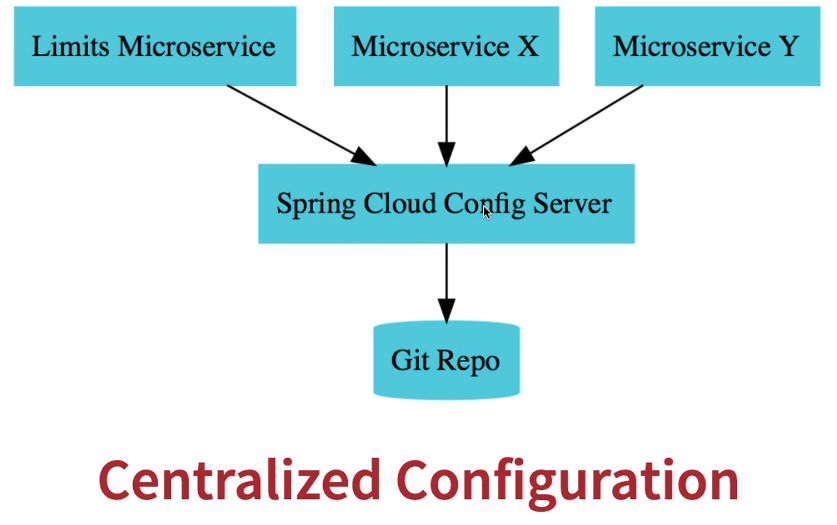 Limits Microservice
Microservice X
Microservice Y
Spring Cloud Config Server
Git Repo
Centralized Configuration